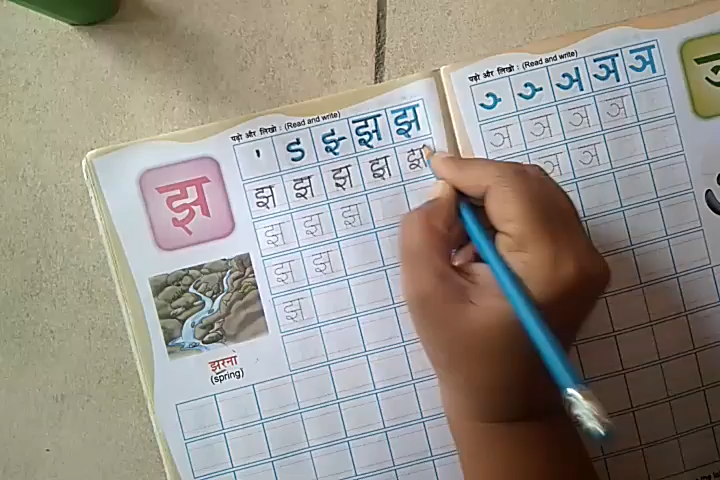 पढ़ो और लिखो : (Read and write)
' ड इ- झ झ
झ झ झ झ झ
झ झ झ
झ झ
झ
झ
झरना
(spring)
पढ़ो और लिखो : (Read and write)
ञ ञ ञ
ञ ञ ञ ञ
ञ ञ